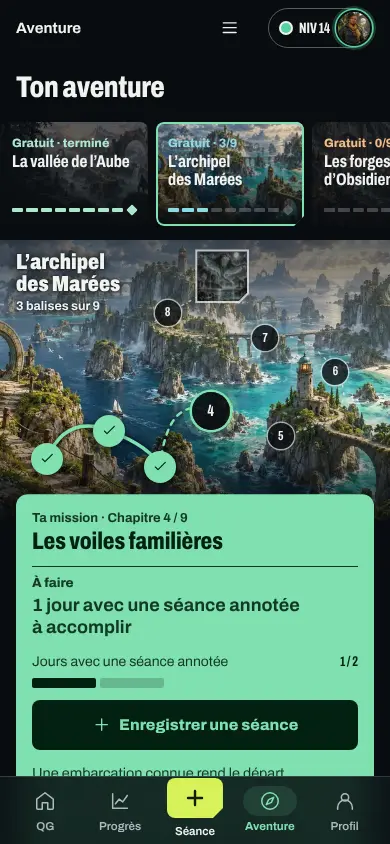 Aventure
NIV 14
Ton aventure
Gratuit · terminé
La vallée de l'Aube
Gratuit · 3/9
L'archipel
des Marées
Gratuit · 0/9
Les forges
d'Obsidien
L'archipel
des Marées
3 balises sur 9
8
7
6
4
5
Ta mission · Chapitre 4 / 9
Les voiles familières
À faire
1 jour avec une séance annotée
à accomplir
Jours avec une séance annotée
1 / 2
Enregistrer une séance
Une embarcation connue rend le départ
QG
Progrès
Séance
Aventure
Profil